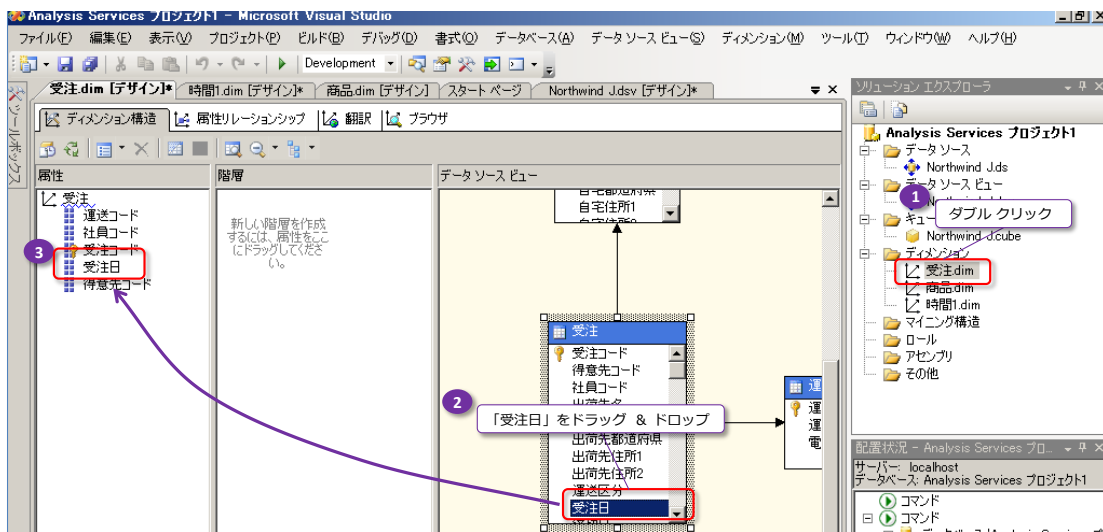 Analysis Services プロジェクト1 - Microsoft Visual Studio
ファイル(F) 編集(E) 表示(V) プロジェクト(P) ビルド(B) デバッグ(D) 書式(O) データベース(A) データ ソース ビュー(S) ディメンション(M) ツール(T) ウィンドウ(W) ヘルプ(H)
Development
受注.dim [デザイン]* 時間1.dim [デザイン]* 商品.dim [デザイン] スタート ページ Northwind J.dsv [デザイン]*
ツールボックス
ディメンション構造 属性リレーションシップ 翻訳 ブラウザ
属性
受注
運送コード
社員コード
受注コード
3
受注日
得意先コード
階層
新しい階層を作成
するには、属性をここ
にドラッグしてくださ
い。
データ ソース ビュー
自宅都道府県
自宅住所1
受注
受注コード
得意先コード
社員コード
出荷先名
2
「受注日」をドラッグ & ドロップ
出荷先都道府県
出荷先住所1
出荷先住所2
運送区分
受注日
運
運
運
電
ソリューション エクスプローラ
Analysis Services プロジェクト1
データ ソース
Northwind J.ds
データ ソース ビュー
1
ダブル クリック
キュー
Northwind J.cube
ディメンション
受注.dim
商品.dim
時間1.dim
マイニング構造
ロール
アセンブリ
その他
配置状況 - Analysis Services プロ...
サーバー: localhost
データベース: Analysis Services プロジェクト1
コマンド
コマンド